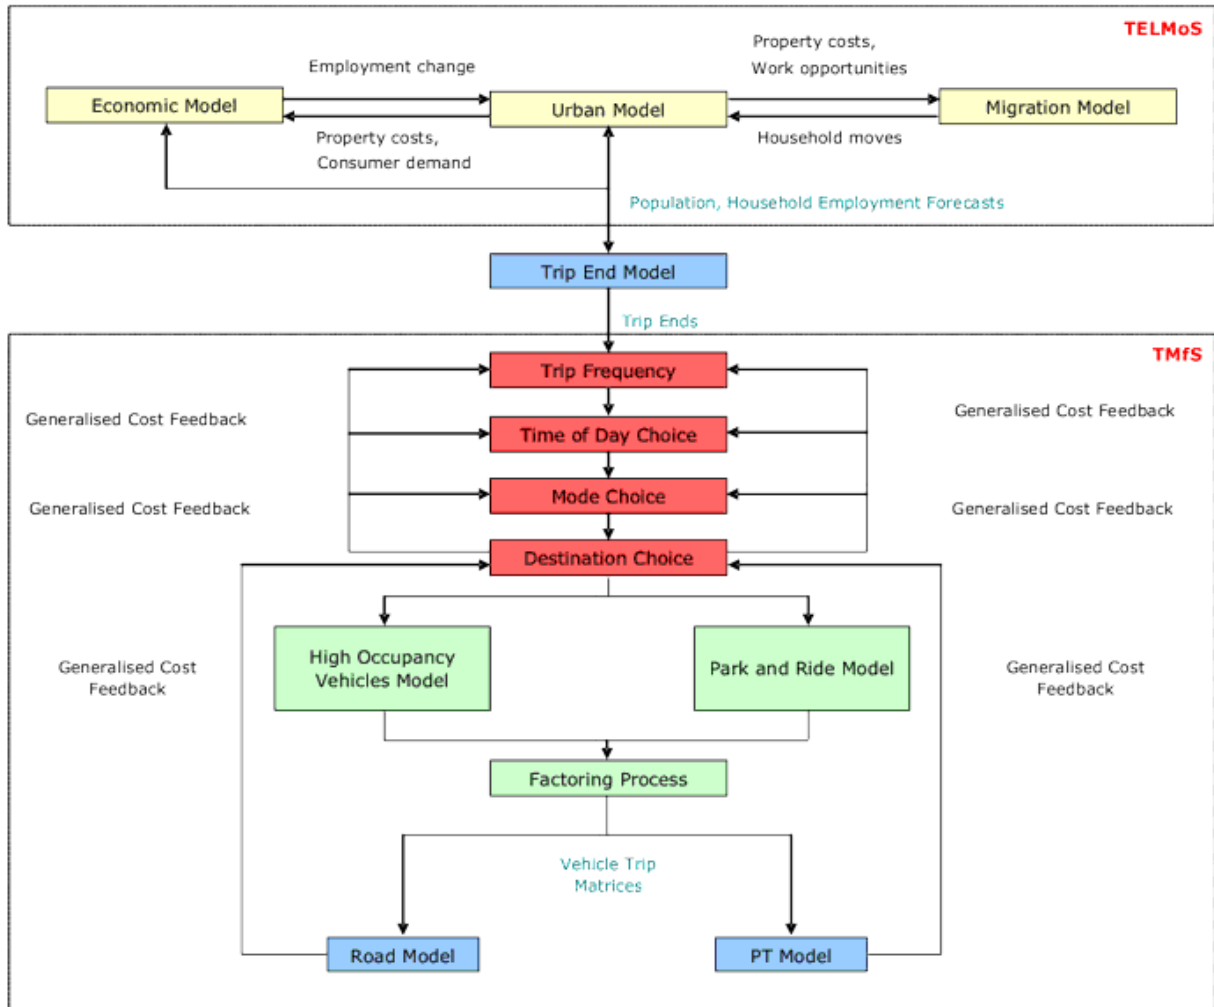 TELMoS
Employment change
Property costs,
Work opportunities
Economic Model
Urban Model
Migration Model
Property costs,
Consumer demand
Household moves
Population, Household Employment Forecasts
Trip End Model
Trip Ends
TMfS
Trip Frequency
Generalised Cost Feedback
Generalised Cost Feedback
Time of Day Choice
Mode Choice
Generalised Cost Feedback
Generalised Cost Feedback
Destination Choice
High Occupancy
Vehicles Model
Park and Ride Model
Generalised Cost
Feedback
Generalised Cost
Feedback
Factoring Process
Vehicle Trip
Matrices
Road Model
PT Model